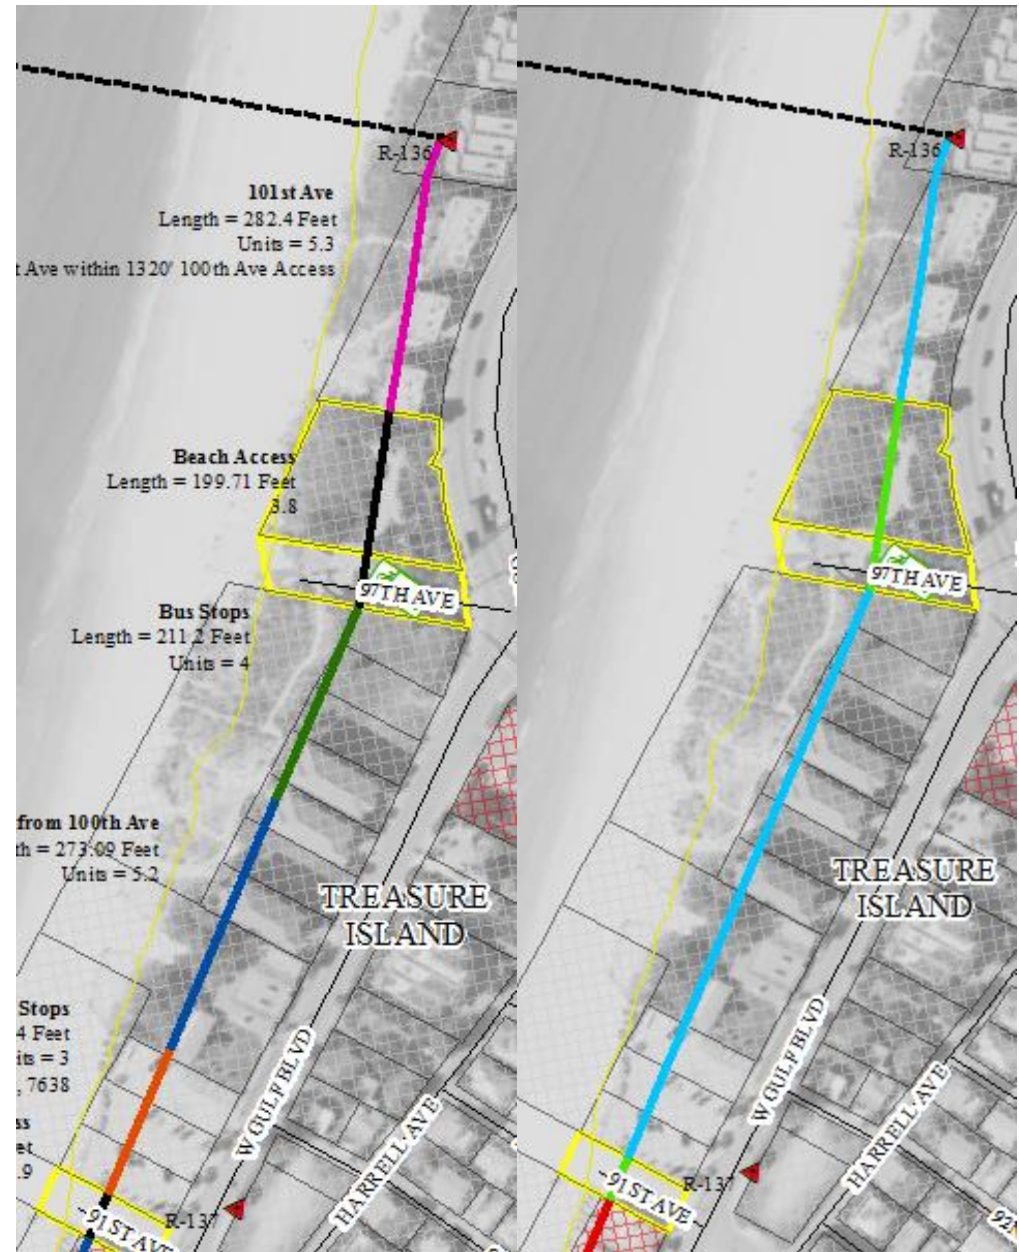 R-136
101st Ave
Length = 282.4 Feet
Units = 5.3
t Ave within 1320' 100th Ave Access
Beach Access
Length = 199.71 Feet
3.8
97TH AVE
Bus Stops
Length = 211.2 Feet
Units = 4
from 100th Ave
th = 273.09 Feet
Units = 5.2
TREASURE
ISLAND
Stops
4 Feet
its = 3
, 7638
ss
et
.9
W GULF BLVD
HARRELL AVE
R-137
91ST AVE
R-136
97TH AVE
TREASURE
ISLAND
W GULF BLVD
HARRELL AVE
R-137
91ST AVE